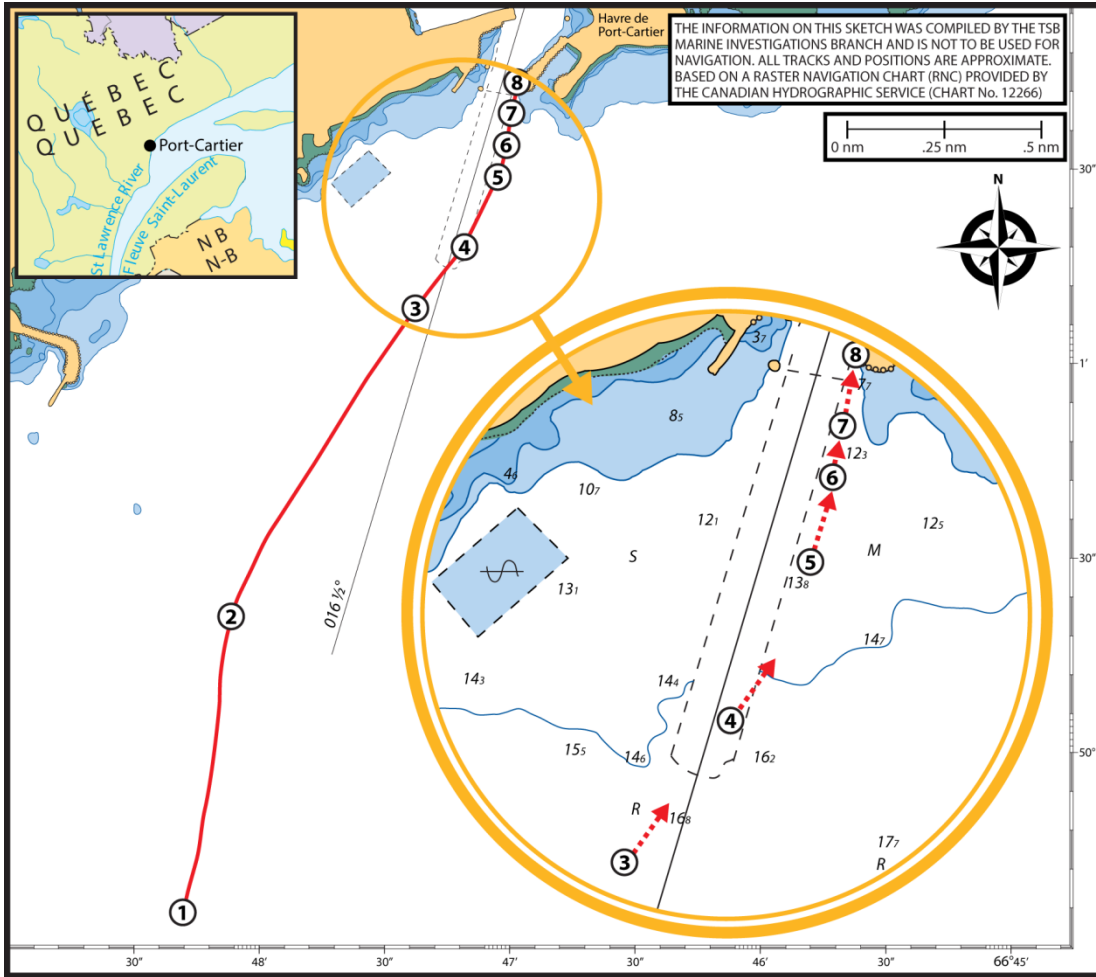 QUÉBEC
QUEBEC
Port-Cartier
St Lawrence River
Fleuve Saint-Laurent
NB
N-B
Havre de
Port-Cartier
THE INFORMATION ON THIS SKETCH WAS COMPILED BY THE TSB
MARINE INVESTIGATIONS BRANCH AND IS NOT TO BE USED FOR
NAVIGATION. ALL TRACKS AND POSITIONS ARE APPROXIMATE.
BASED ON A RASTER NAVIGATION CHART (RNC) PROVIDED BY
THE CANADIAN HYDROGRAPHIC SERVICE (CHART No. 12266)
0 nm .25 nm .5 nm
N
8
7
6
5
4
3
2
1
016 ½°
3₇
8
7₇
8₅
7
12₃
4₆
6
10₇
12₁
12₅
S
M
5
13₁
13₈
14₇
14₃
14₄
4
15₅
14₆
16₂
R
16₈
3
17₇
R
30"
1'
30"
50°
30" 48' 30" 47' 30" 46' 30" 66°45'